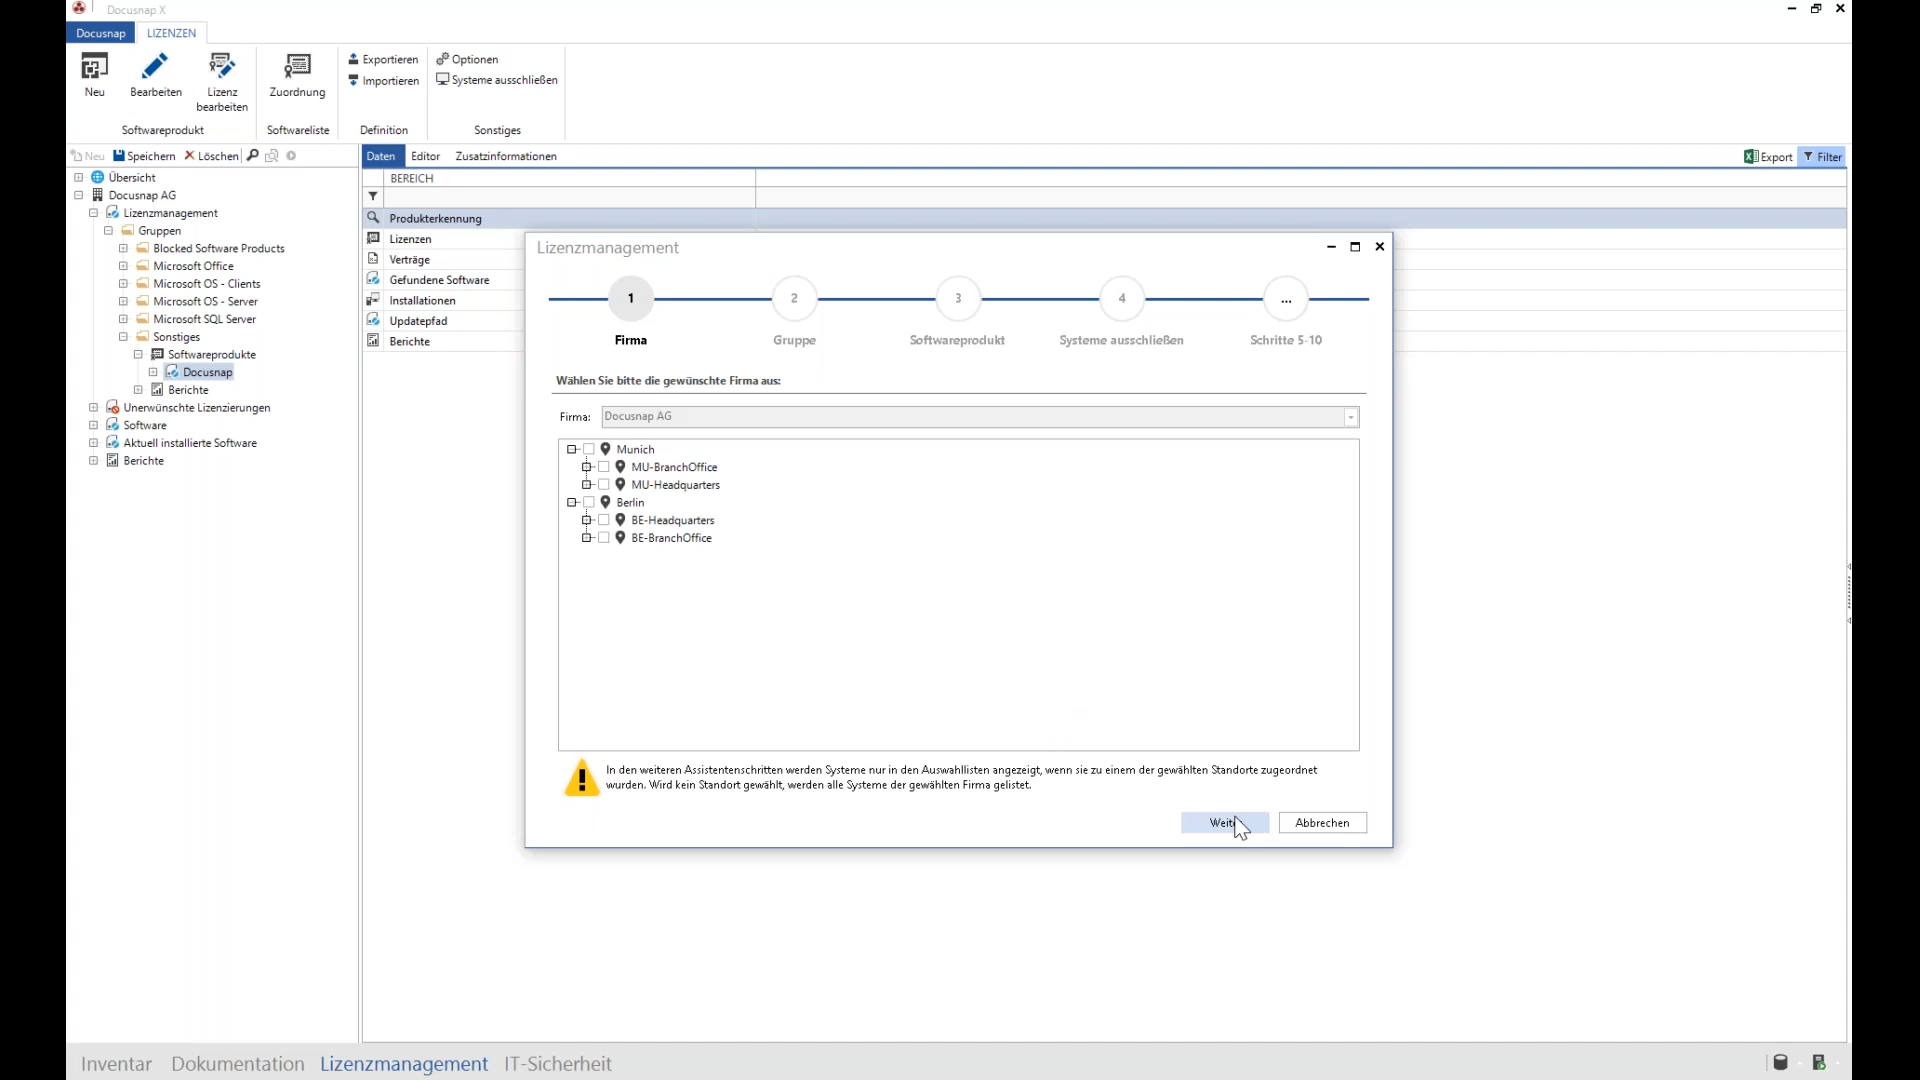 Docusnap X
Docusnap LIZENZEN
Neu
Bearbeiten
Lizenz
bearbeiten
Softwareprodukt
Zuordnung
Softwareliste
Exportieren
Importieren
Definition
Optionen
Systeme ausschließen
Sonstiges
Neu Speichern Löschen
Daten Editor Zusatzinformationen
Export Filter
Übersicht
Docusnap AG
Lizenzmanagement
Gruppen
Blocked Software Products
Microsoft Office
Microsoft OS - Clients
Microsoft OS - Server
Microsoft SQL Server
Sonstiges
Softwareprodukte
Docusnap
Berichte
Unerwünschte Lizenzierungen
Software
Aktuell installierte Software
Berichte
BEREICH
Produkterkennung
Lizenzen
Verträge
Gefundene Software
Installationen
Updatepfad
Berichte
Lizenzmanagement
1 2 3 4 ...
Firma Gruppe Softwareprodukt Systeme ausschließen Schritte 5-10
Wählen Sie bitte die gewünschte Firma aus:
Firma: Docusnap AG
Munich
MU-BranchOffice
MU-Headquarters
Berlin
BE-Headquarters
BE-BranchOffice
In den weiteren Assistentenschritten werden Systeme nur in den Auswahllisten angezeigt, wenn sie zu einem der gewählten Standorte zugeordnet
wurden. Wird kein Standort gewählt, werden alle Systeme der gewählten Firma gelistet.
Abbrechen
Inventar Dokumentation Lizenzmanagement IT-Sicherheit